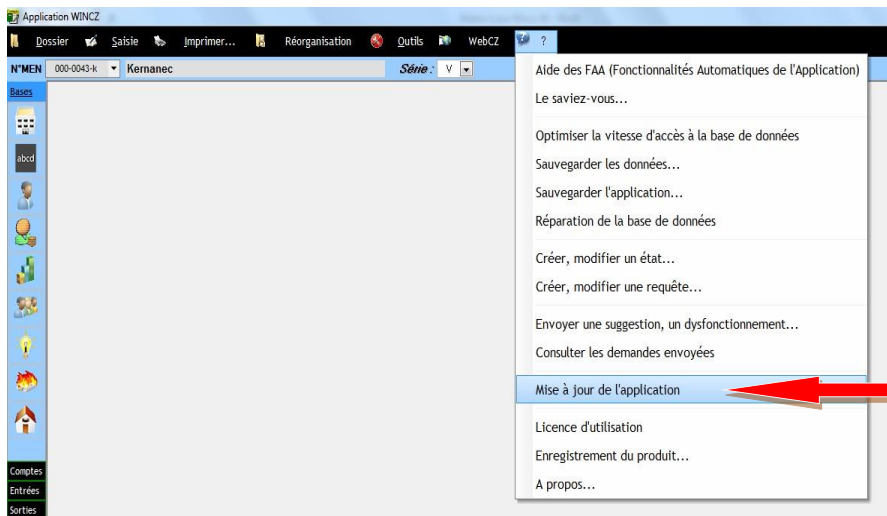 Application WINCZ
Dossier Saisie Imprimer... Réorganisation Outils WebCZ ?
N°MEN 000-0043-k Kernanec Série : V
Bases
abcd
Comptes
Entrées
Sorties
Aide des FAA (Fonctionnalités Automatiques de l'Application)
Le saviez-vous...
Optimiser la vitesse d'accès à la base de données
Sauvegarder les données...
Sauvegarder l'application...
Réparation de la base de données
Créer, modifier un état...
Créer, modifier une requête...
Envoyer une suggestion, un dysfonctionnement...
Consulter les demandes envoyées
Mise à jour de l'application
Licence d'utilisation
Enregistrement du produit...
A propos...